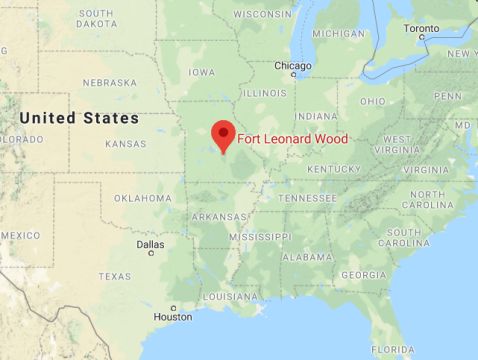 SOUTH
DAKOTA
WISCONSIN
MICHIGAN
Toronto
NEW Y
Chicago
IOWA
NEBRASKA
ILLINOIS
INDIANA
OHIO
PENN
United States
MD
OLORADO
KANSAS
Fort Leonard Wood
WEST
VIRGINIA
KENTUCKY
VIRGINIA
OKLAHOMA
TENNESSEE
NORTH
CAROLINA
ARKANSAS
MEXICO
MISSISSIPPI
SOUTH
CAROLINA
Dallas
ALABAMA
GEORGIA
TEXAS
LOUISIANA
Houston
FLORIDA